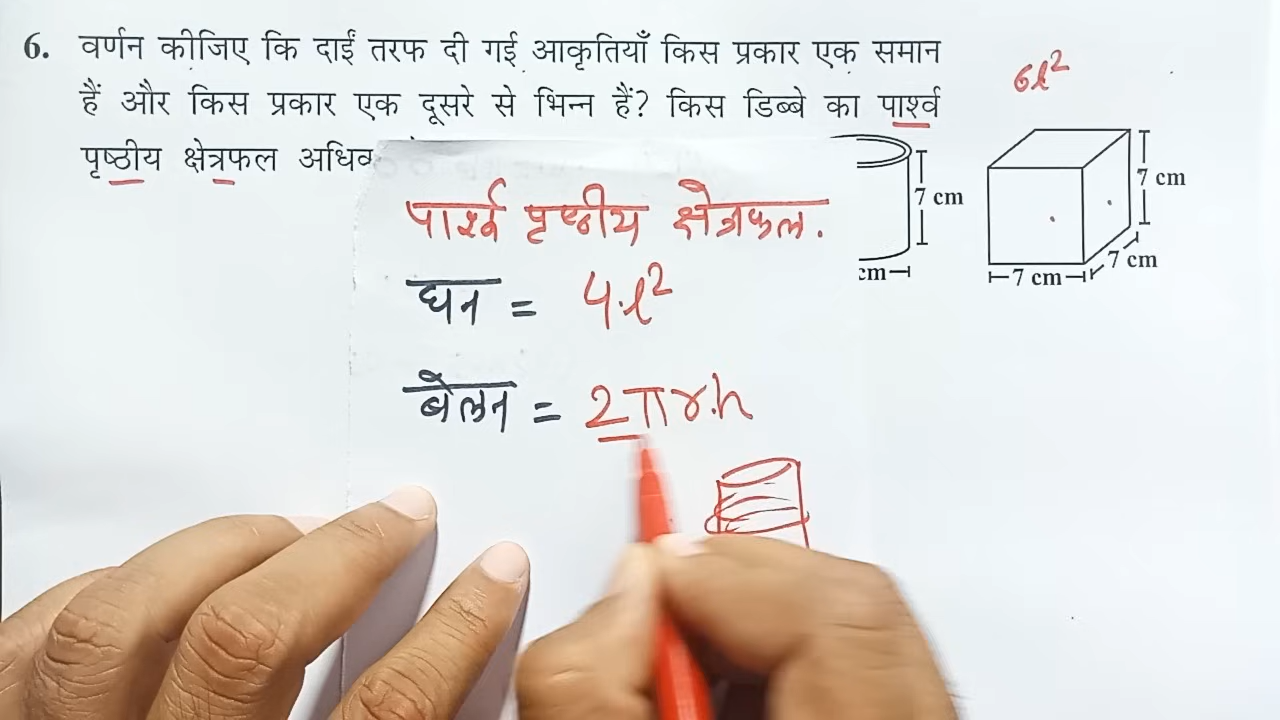 6. वर्णन कीजिए कि दाईं तरफ दी गई आकृतियाँ किस प्रकार एक समान
हैं और किस प्रकार एक दूसरे से भिन्न हैं? किस डिब्बे का पार्श्व
पृष्ठीय क्षेत्रफल
6l²
7 cm
cm
7 cm
7 cm
7 cm
पार्श्व पृष्ठीय क्षेत्रफल.
घन = 4.l²
बेलन = 2πr.h